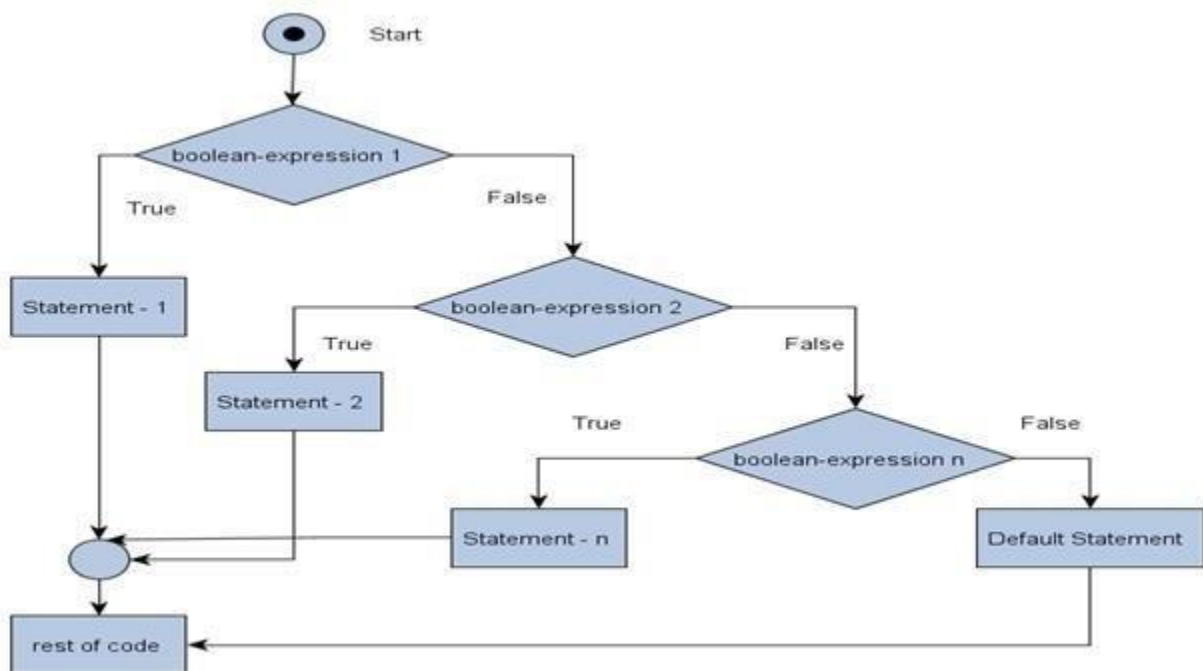 Start
boolean-expression 1
True
False
Statement - 1
boolean-expression 2
True
False
Statement - 2
True
False
boolean-expression n
Statement - n
Default Statement
rest of code